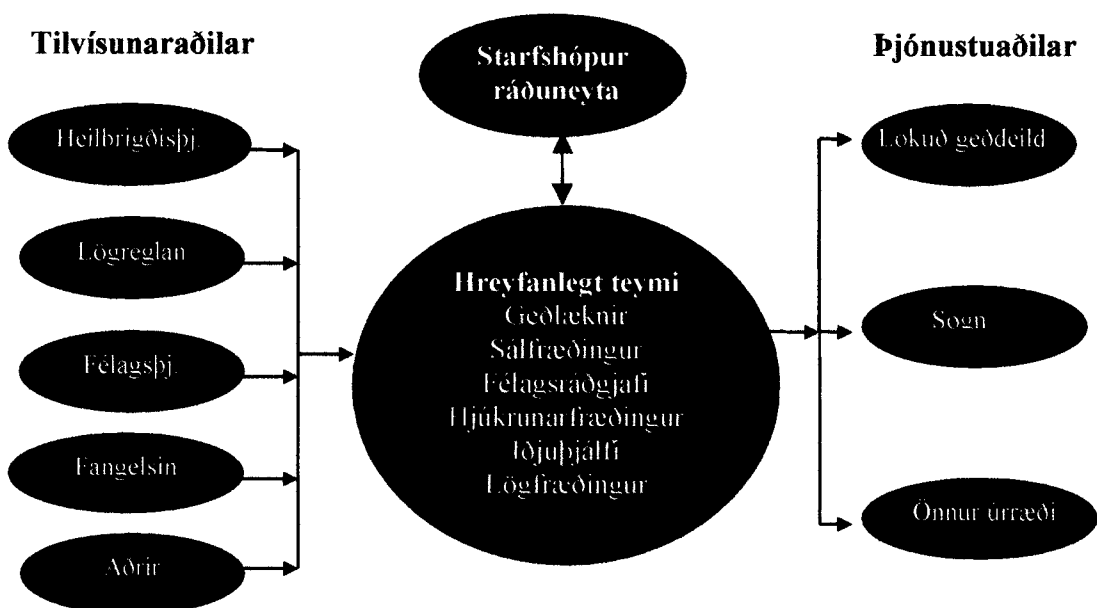 Tilvísunaraðilar
Heilbrigðisþj.
Lögreglan
Félagsþj.
Fangelsin
Aðrir
Starfshópur
ráðuneyta
Hreyfanlegt teymi
Geðlæknir
Sálfræðingur
Félagsráðgjafi
Hjúkrunarfræðingur
Iðjuþjálfi
Lögfræðingur
Þjónustuaðilar
Lokuð geðdeild
Sogn
Önnur úrræði